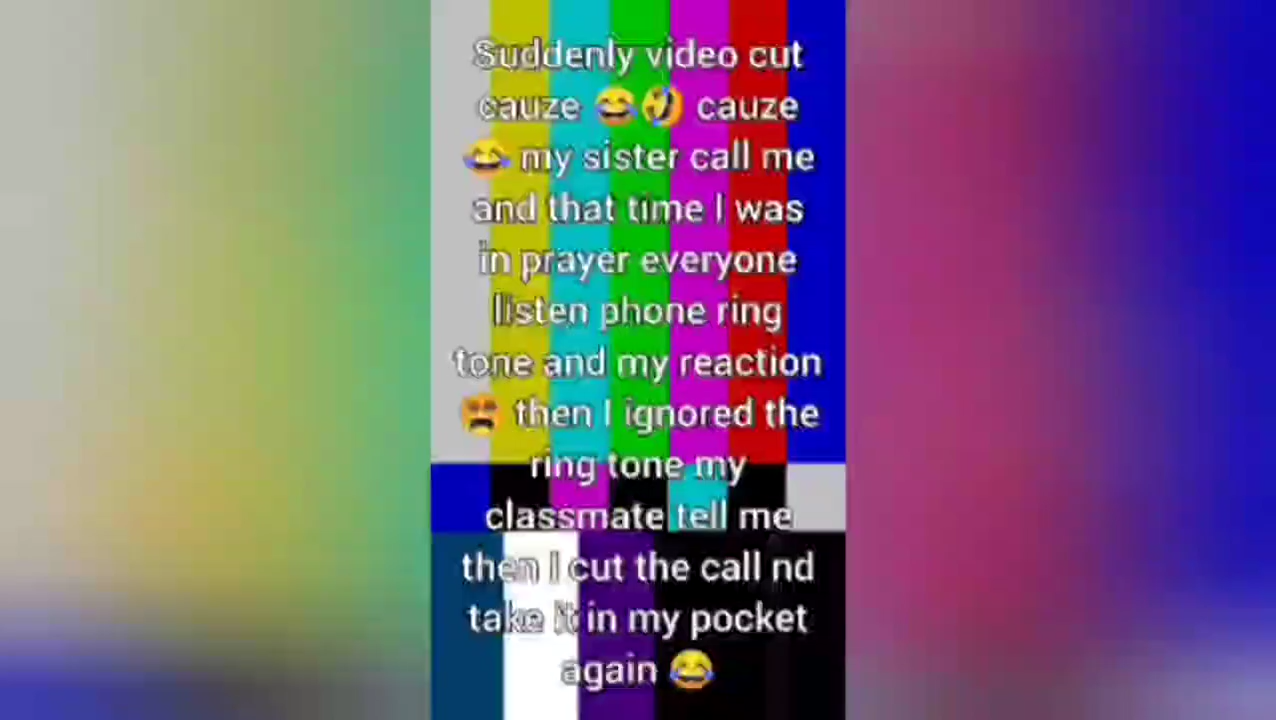 Suddenly video cut
cauze 😂🤣 cauze
😂 my sister call me
and that time I was
in prayer everyone
listen phone ring
tone and my reaction
😭 then I ignored the
ring tone my
classmate tell me
then I cut the call nd
take it in my pocket
again 😂